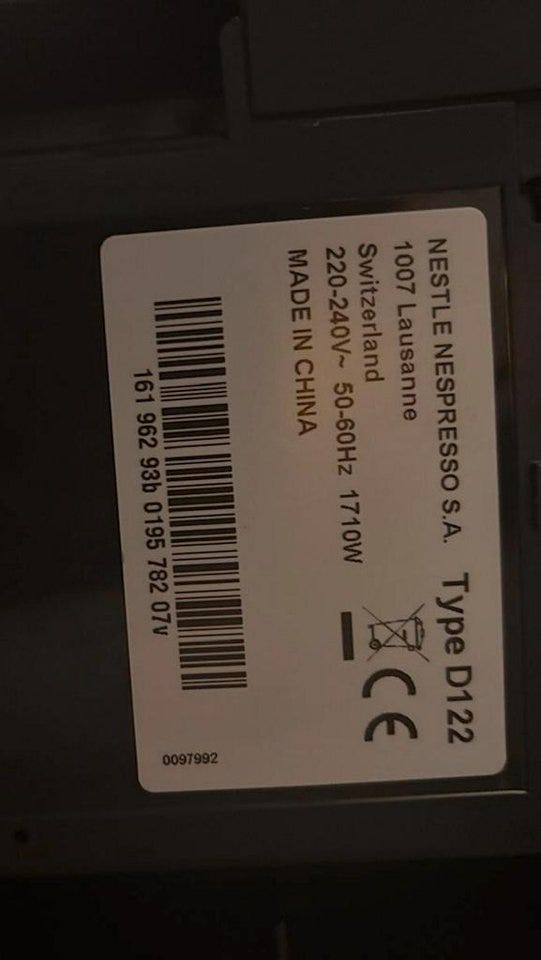 NESTLE NESPRESSO S.A. Type D122
1007 Lausanne
Switzerland
220-240V~ 50-60Hz 1710W
MADE IN CHINA
CE
161 962 93b 0195 782 07v
0097992